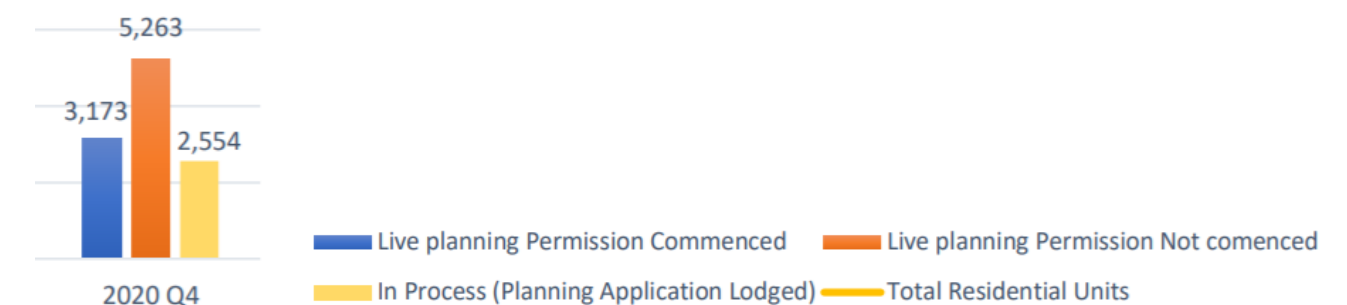 5,263
3,173
2,554
2020 Q4
Live planning Permission Commenced
Live planning Permission Not comenced
In Process (Planning Application Lodged)
Total Residential Units